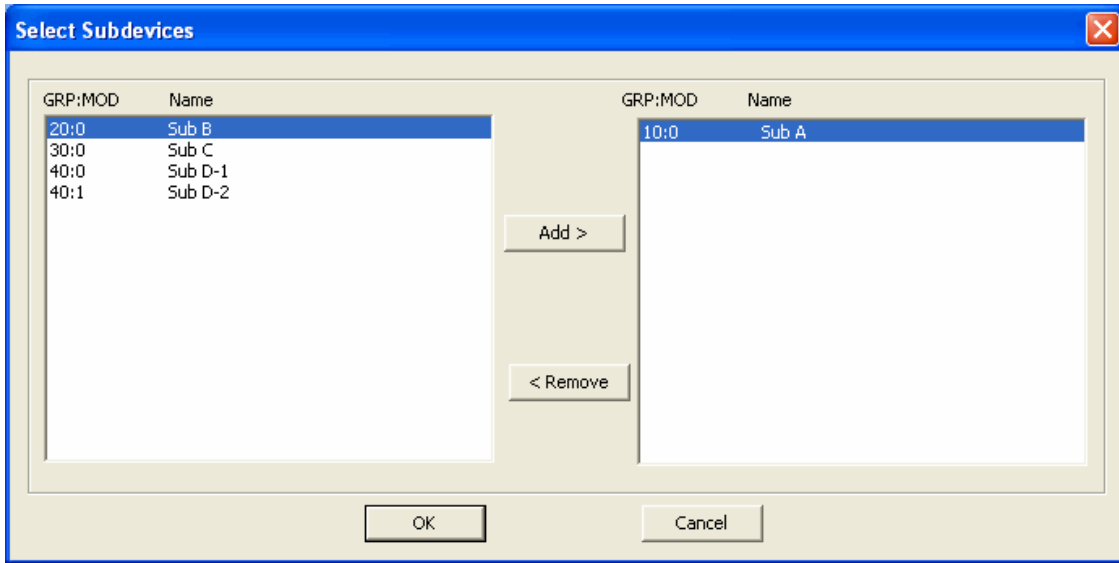 Select Subdevices
GRP:MOD Name GRP:MOD Name
20:0 Sub B 10:0 Sub A
30:0 Sub C
40:0 Sub D-1
40:1 Sub D-2
Add >
< Remove
OK Cancel